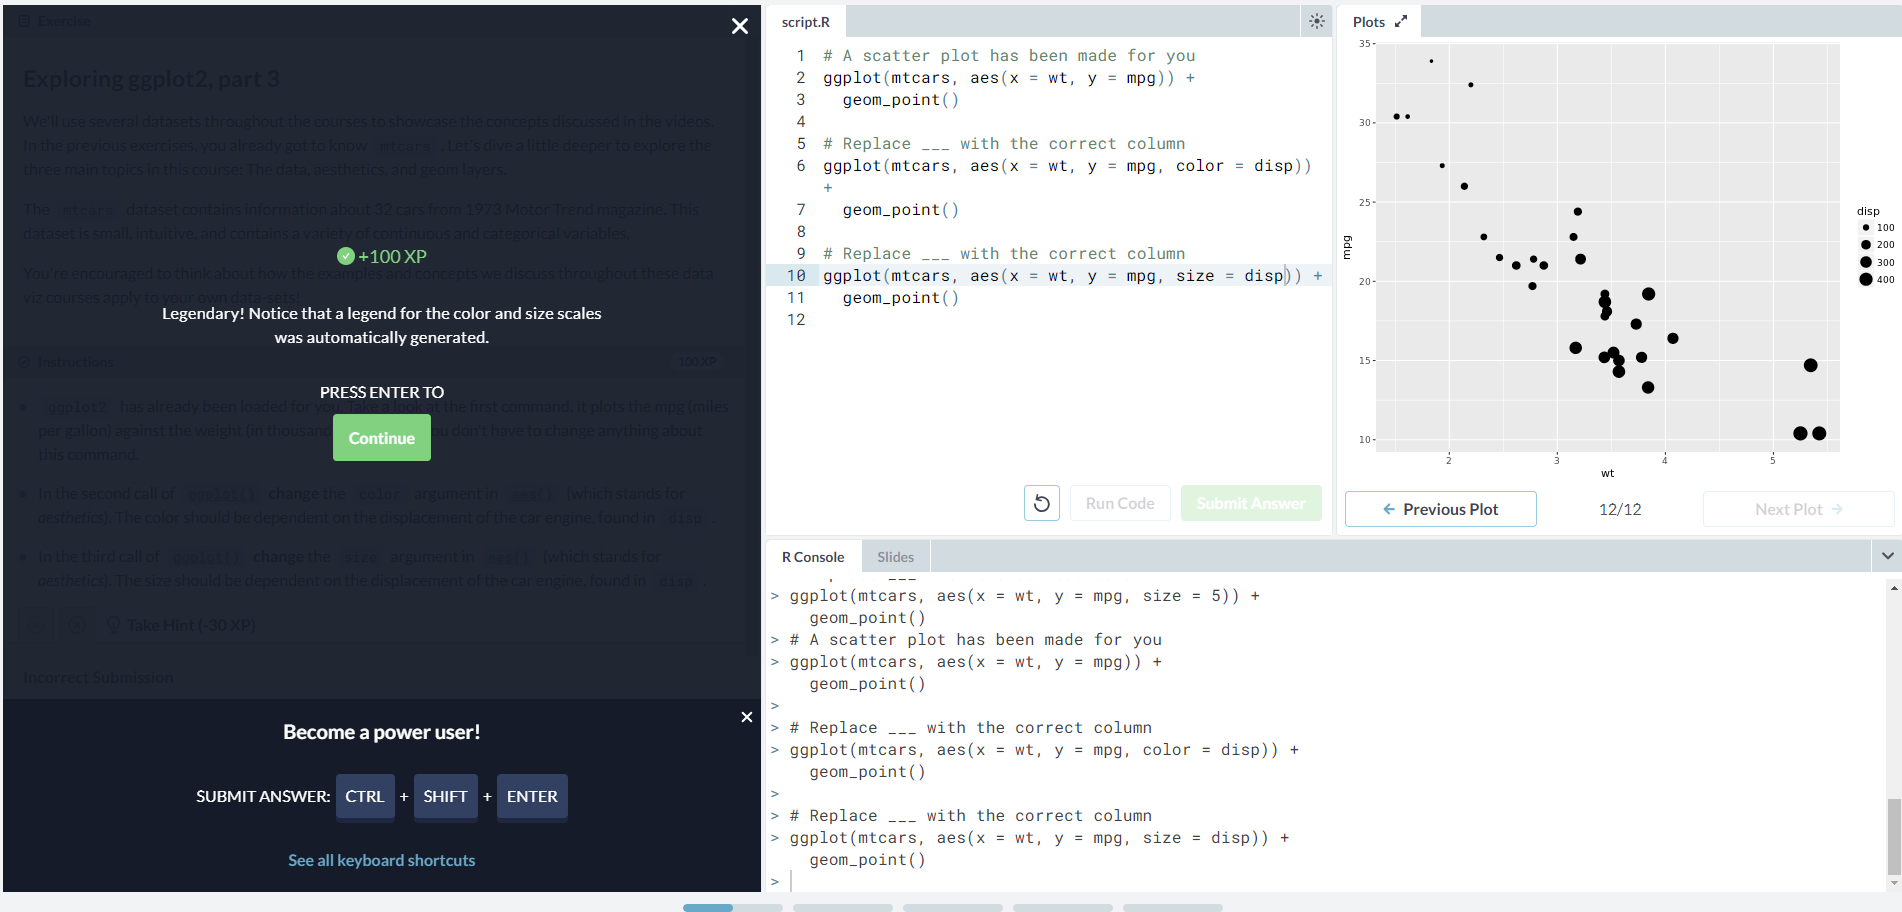 Exercise
Exploring ggplot2, part 3
We'll use several datasets throughout the courses to showcase the concepts discussed in the videos.
In the previous exercises, you already got to know mtcars. Let's dive a little deeper to explore the
three main topics in this course: The data, aesthetics, and geom layers.
The mtcars dataset contains information about 32 cars from 1973 Motor Trend magazine. This
dataset is small, intuitive, and contains a variety of continuous and categorical variables.
You're encouraged to think about how the examples and concepts we discuss throughout these data
viz courses apply to your own data-sets!
+100 XP
Legendary! Notice that a legend for the color and size scales
was automatically generated.
Instructions
100 XP
PRESS ENTER TO
Continue
ggplot2 has already been loaded for you. Take a look at the first command. It plots the mpg (miles
per gallon) against the weight (in thousand you don't have to change anything about
this command.
In the second call of ggplot() change the color argument in aes() (which stands for
aesthetics). The color should be dependent on the displacement of the car engine, found in disp.
In the third call of ggplot() change the size argument in aes() (which stands for
aesthetics). The size should be dependent on the displacement of the car engine, found in disp.
Take Hint (-30 XP)
Incorrect Submission
Become a power user!
SUBMIT ANSWER: CTRL + SHIFT + ENTER
See all keyboard shortcuts
script.R
1 # A scatter plot has been made for you
2 ggplot(mtcars, aes(x = wt, y = mpg)) +
3 geom_point()
4
5 # Replace ___ with the correct column
6 ggplot(mtcars, aes(x = wt, y = mpg, color = disp))
+
7 geom_point()
8
9 # Replace ___ with the correct column
10 ggplot(mtcars, aes(x = wt, y = mpg, size = disp)) +
11 geom_point()
12
Run Code
Submit Answer
Plots
35
30
25
20
15
10
mpg
2 3 4 5
wt
disp
100
200
300
400
← Previous Plot
12/12
Next Plot →
R Console
Slides
> ggplot(mtcars, aes(x = wt, y = mpg, size = 5)) +
geom_point()
> # A scatter plot has been made for you
> ggplot(mtcars, aes(x = wt, y = mpg)) +
geom_point()
>
> # Replace ___ with the correct column
> ggplot(mtcars, aes(x = wt, y = mpg, color = disp)) +
geom_point()
>
> # Replace ___ with the correct column
> ggplot(mtcars, aes(x = wt, y = mpg, size = disp)) +
geom_point()
>